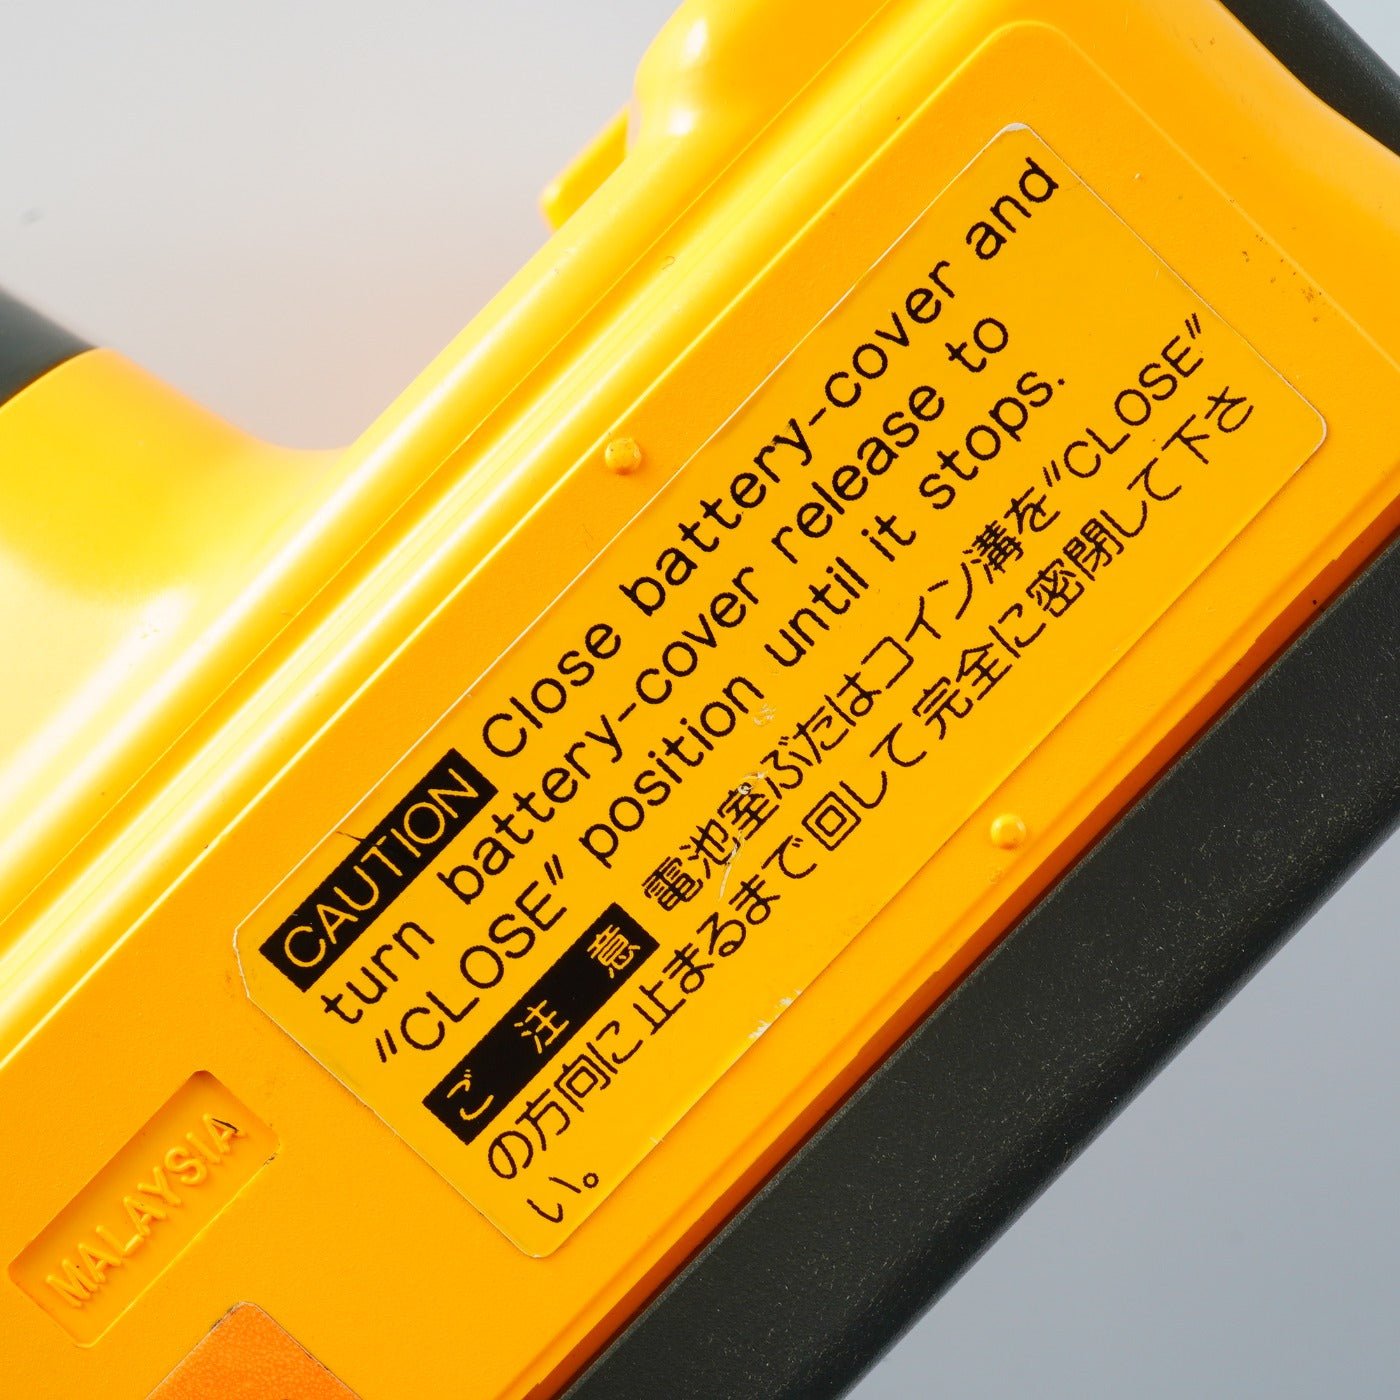 CAUTION Close battery-cover and
turn battery-cover release to
"CLOSE" position until it stops.
ご注意 電池室ぶたはコイン溝を"CLOSE"
の方向に止まるまで回して完全に密閉して下さ
い。
MALAYSIA